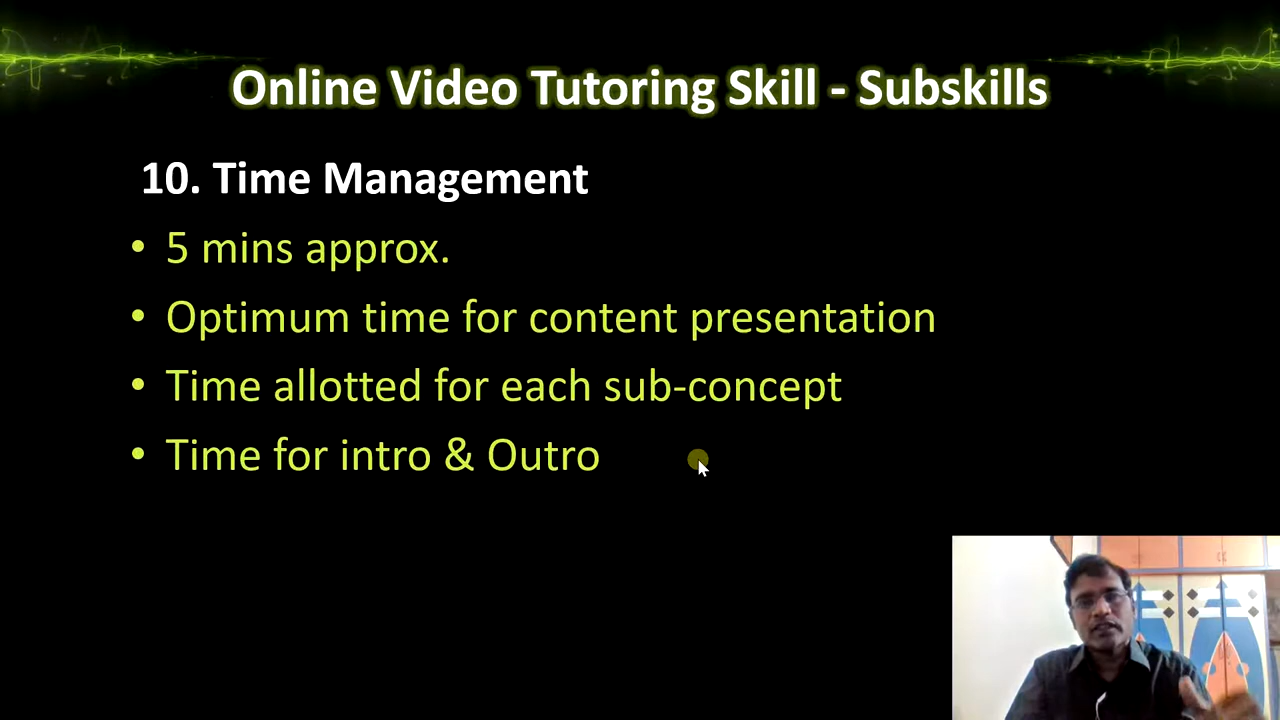 Online Video Tutoring Skill - Subskills
10. Time Management
• 5 mins approx.
• Optimum time for content presentation
• Time allotted for each sub-concept
• Time for intro & Outro